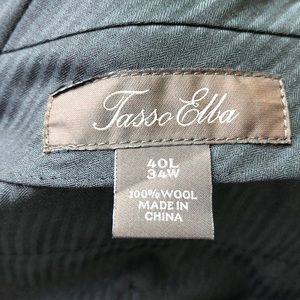 Tasso Elba
40L
34W
100% WOOL
MADE IN
CHINA